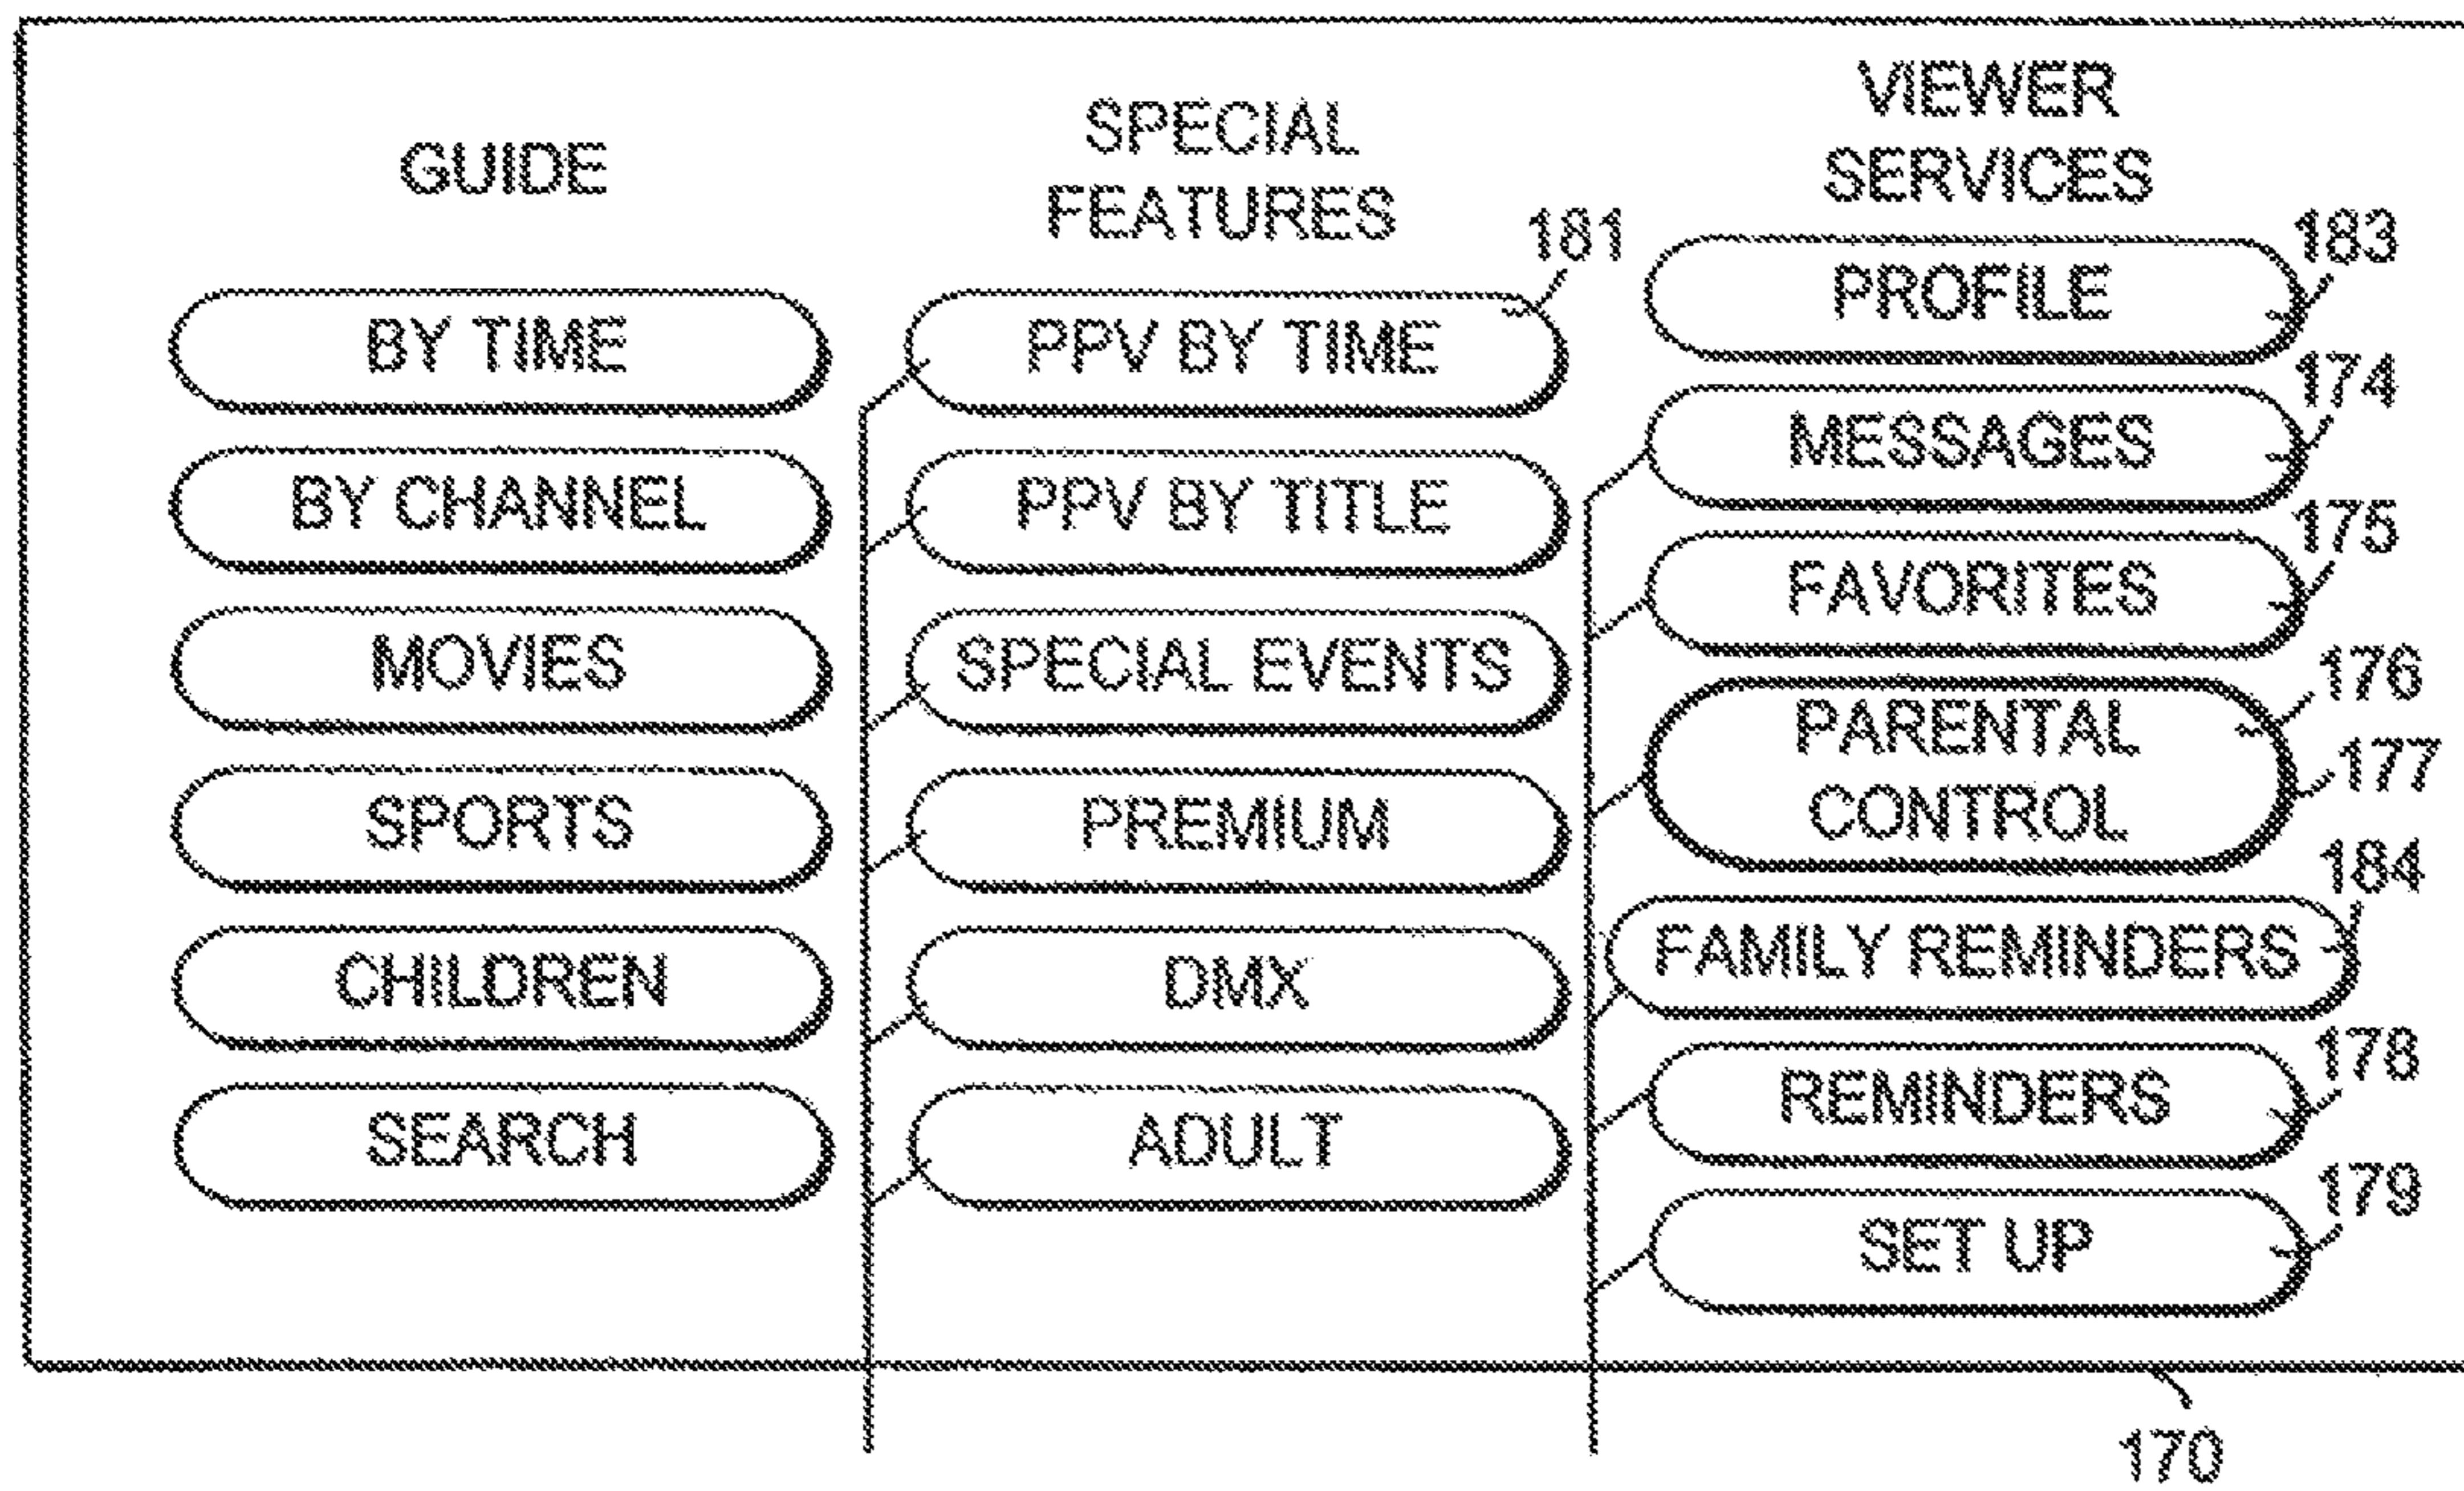 GUIDE
BY TIME
BY CHANNEL
MOVIES
SPORTS
CHILDREN
SEARCH
SPECIAL
FEATURES
181
PPV BY TIME
PPV BY TITLE
SPECIAL EVENTS
PREMIUM
DMX
ADULT
VIEWER
SERVICES
183
PROFILE
174
MESSAGES
175
FAVORITES
176
PARENTAL
177
CONTROL
184
FAMILY REMINDERS
178
REMINDERS
179
SET UP
170